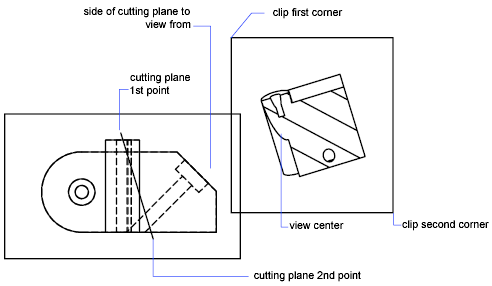 side of cutting plane to
view from
clip first corner
cutting plane
1st point
view center
clip second corner
cutting plane 2nd point